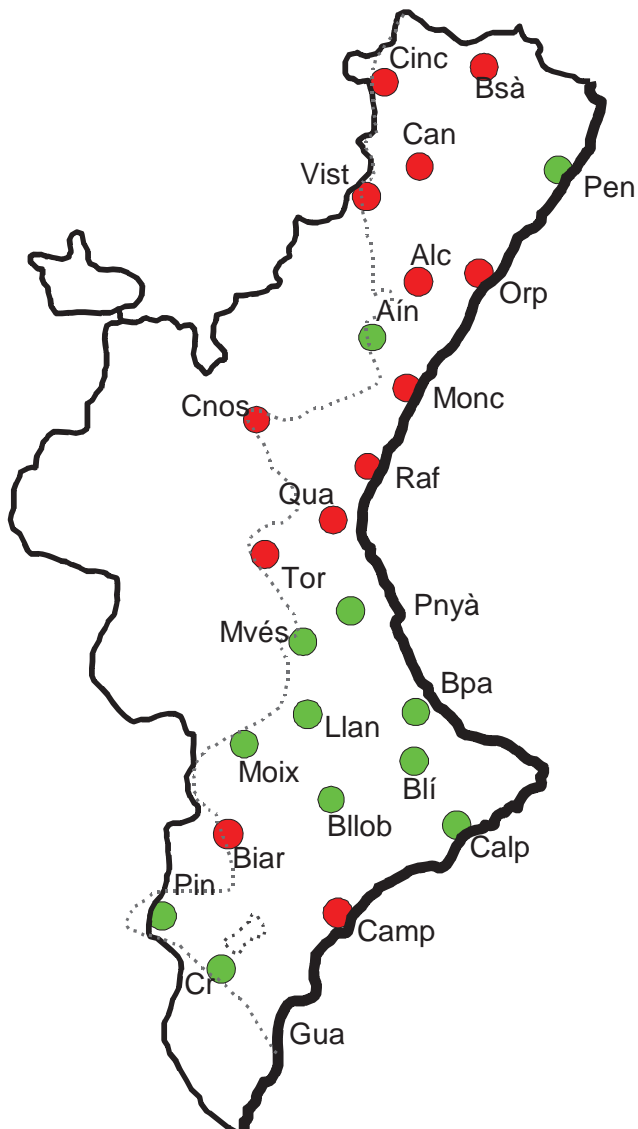 Cinc
Bsà
Can
Vist
Pen
Alc
Orp
Aín
Monc
Cnos
Raf
Qua
Tor
Pnyà
Mvés
Bpa
Llan
Moix
Blí
Bllob
Calp
Biar
Pin
Camp
Cr
Gua